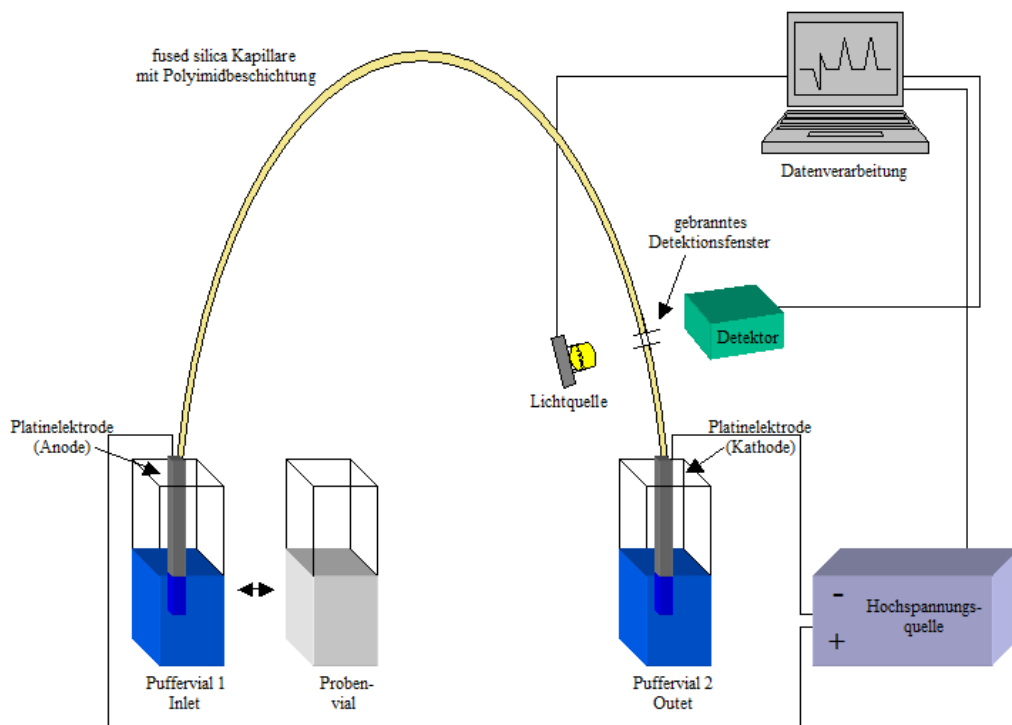 fused silica Kapillare
mit Polyimidbeschichtung
Datenverarbeitung
gebranntes
Detektionsfenster
Detektor
Lichtquelle
Platinelektrode
(Anode)
Platinelektrode
(Kathode)
-
+
Hochspannungs-
quelle
Puffervial 1
Inlet
Proben-
vial
Puffervial 2
Outet